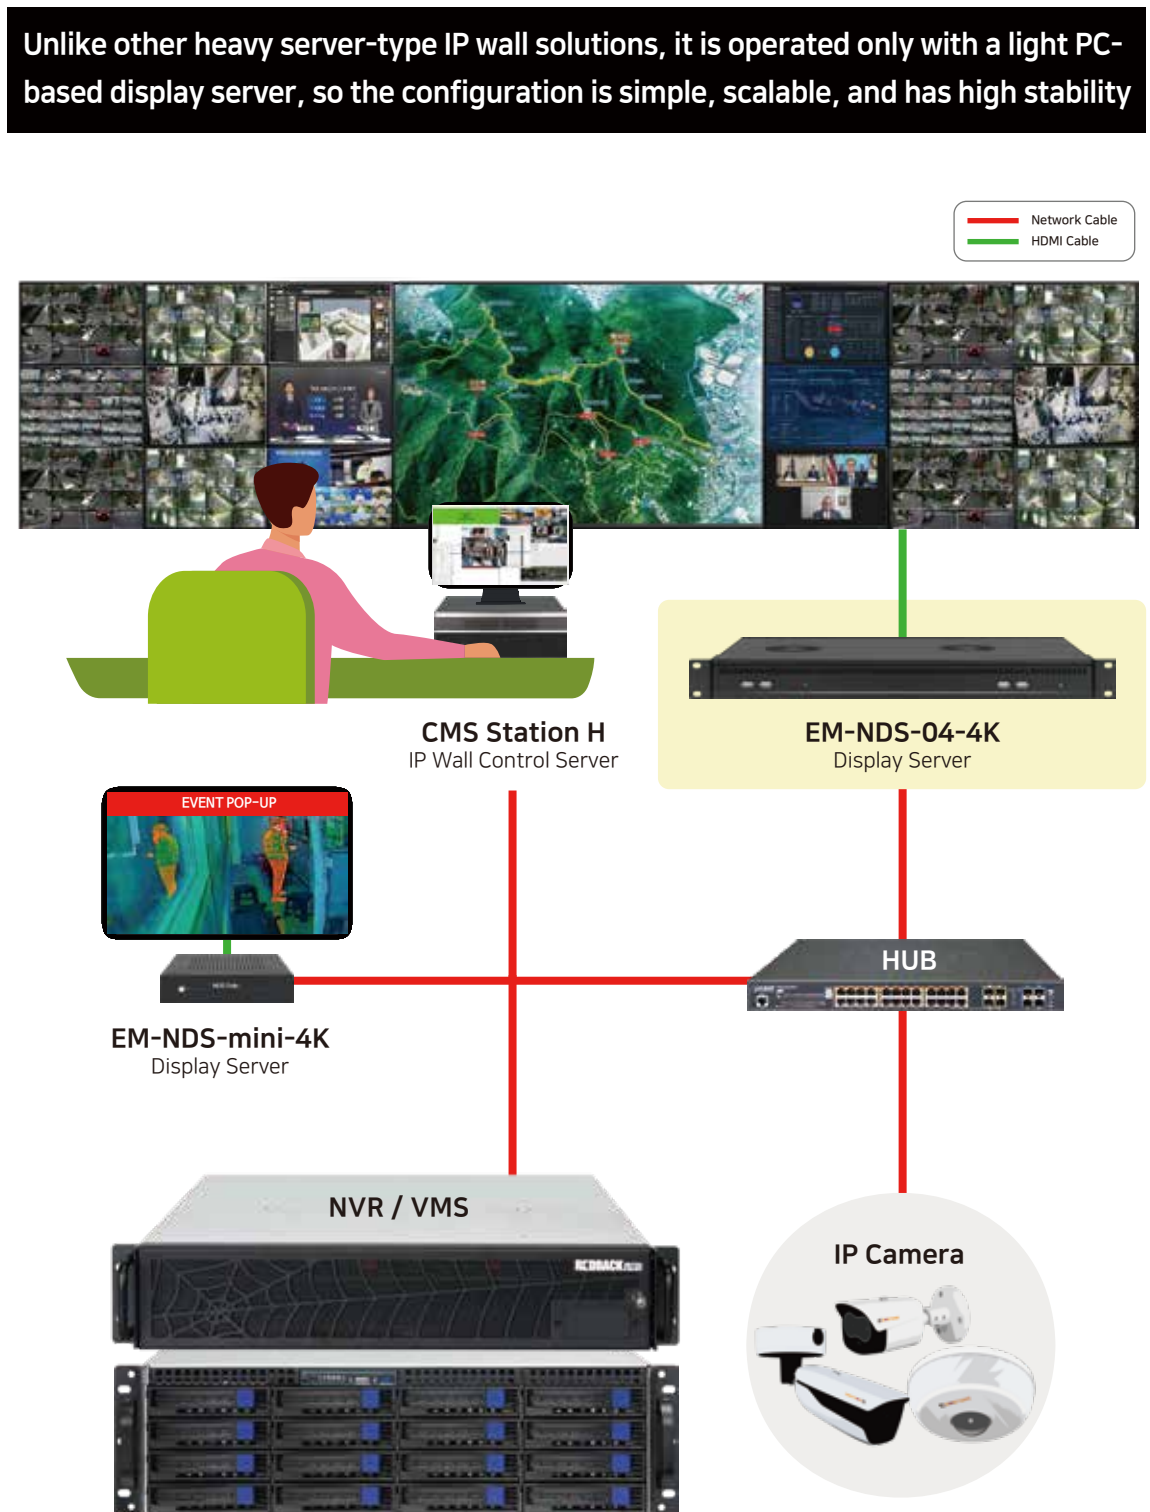 Unlike other heavy server-type IP wall solutions, it is operated only with a light PC-
based display server, so the configuration is simple, scalable, and has high stability
Network Cable
HDMI Cable
CMS Station H
IP Wall Control Server
EM-NDS-04-4K
Display Server
EVENT POP-UP
HUB
EM-NDS-mini-4K
Display Server
NVR / VMS
REDBACK
IP Camera